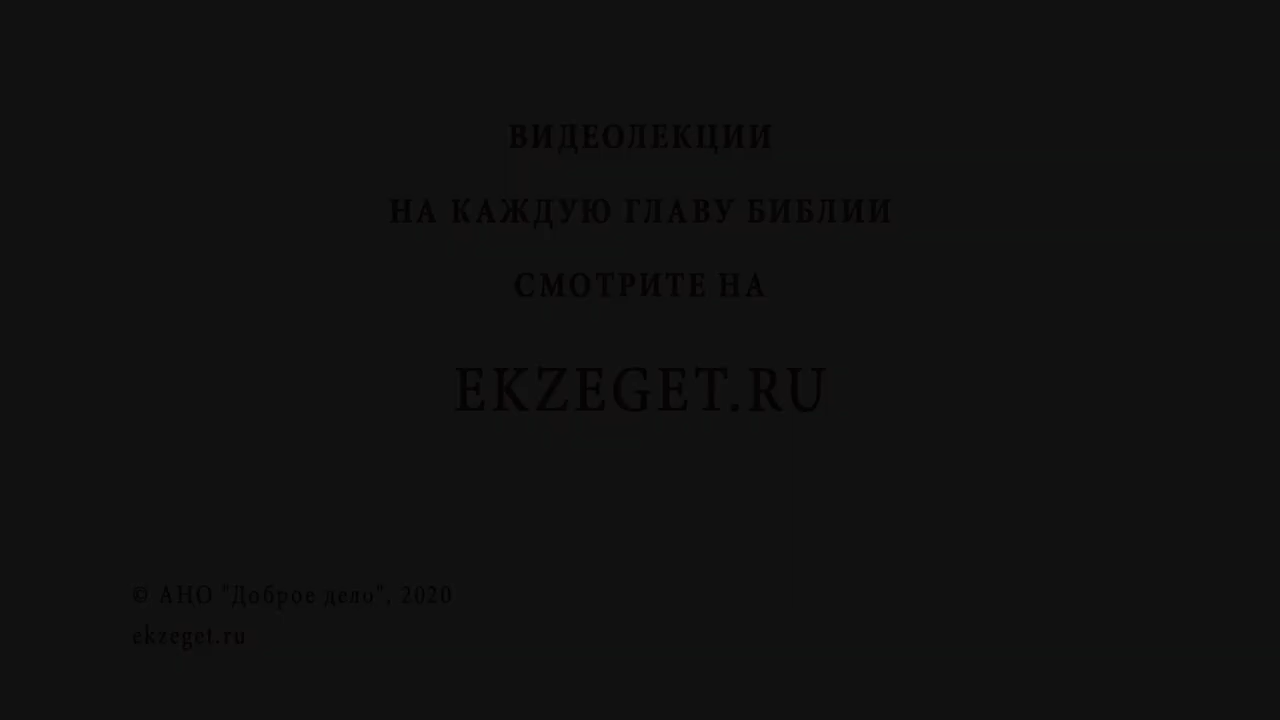 ВИДЕОЛЕКЦИИ
НА КАЖДУЮ ГЛАВУ БИБЛИИ
СМОТРИТЕ НА
EKZEGET.RU
© АНО "Доброе дело", 2020
ekzeget.ru